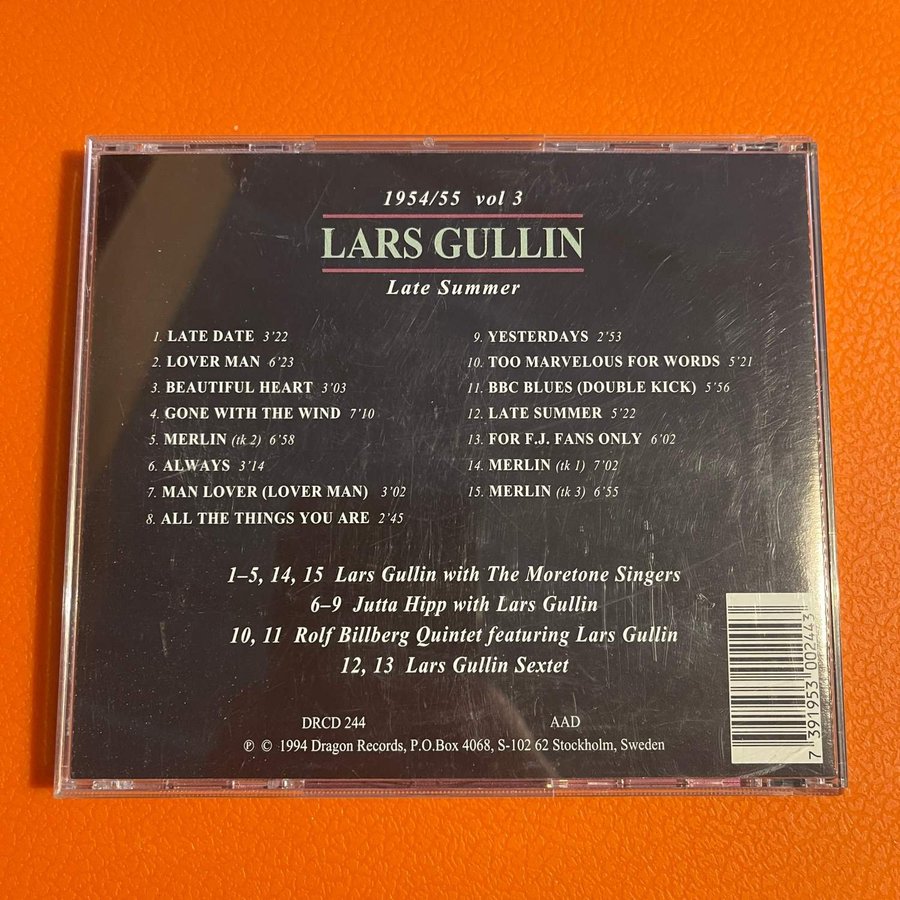 1954/55 vol 3
LARS GULLIN
Late Summer
1. LATE DATE 3'22
2. LOVER MAN 6'23
3. BEAUTIFUL HEART 3'03
4. GONE WITH THE WIND 7'10
5. MERLIN (tk 2) 6'58
6. ALWAYS 3'14
7. MAN LOVER (LOVER MAN) 3'02
8. ALL THE THINGS YOU ARE 2'45
9. YESTERDAYS 2'53
10. TOO MARVELOUS FOR WORDS 5'21
11. BBC BLUES (DOUBLE KICK) 5'56
12. LATE SUMMER 5'22
13. FOR F.J. FANS ONLY 6'02
14. MERLIN (tk 1) 7'02
15. MERLIN (tk 3) 6'55
1–5, 14, 15 Lars Gullin with The Moretone Singers
6–9 Jutta Hipp with Lars Gullin
10, 11 Rolf Billberg Quintet featuring Lars Gullin
12, 13 Lars Gullin Sextet
DRCD 244 AAD
℗ © 1994 Dragon Records, P.O.Box 4068, S-102 62 Stockholm, Sweden
7 391953 002443